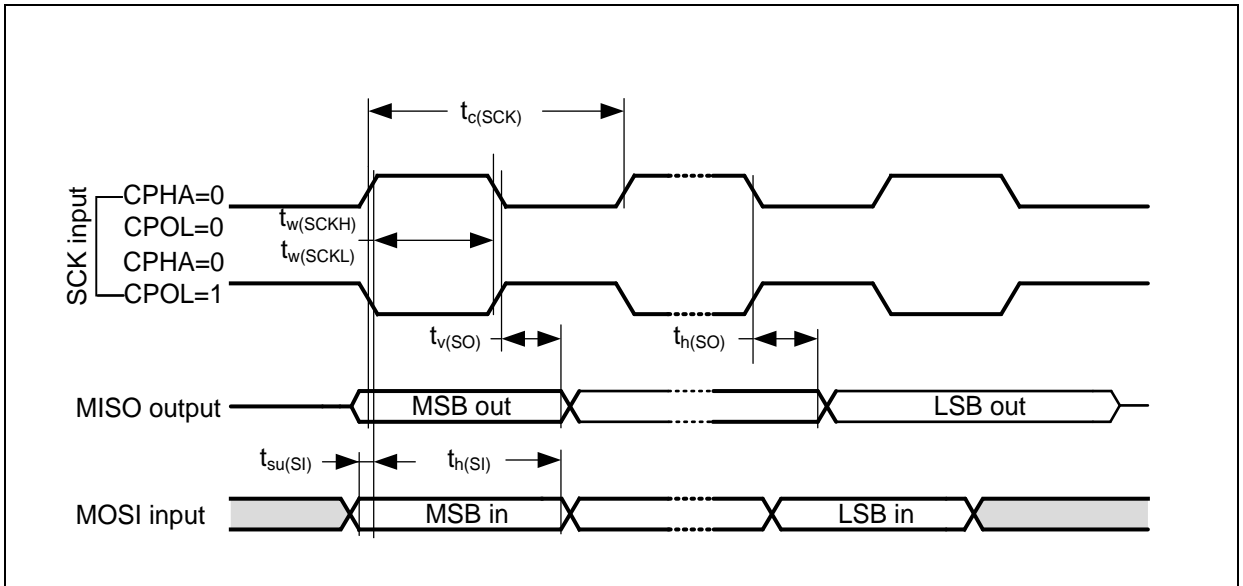 tc(SCK)
SCK input
CPHA=0
CPOL=0
CPHA=0
CPOL=1
tw(SCKH)
tw(SCKL)
tv(SO)
th(SO)
MISO output
MSB out
LSB out
tsu(SI)
th(SI)
MOSI input
MSB in
LSB in